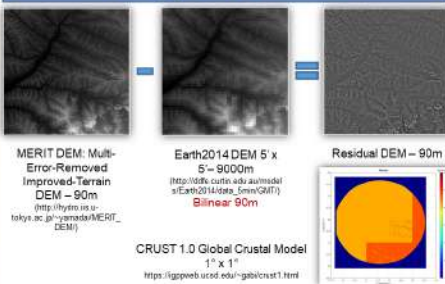 MERIT DEM: Multi-
Error-Removed
Improved-Terrain
DEM – 90m
(http://hydro.iis.u-
tokyo.ac.jp/~yamada/MERIT_
DEM/)
Earth2014 DEM 5' x
5'– 9000m
(http://ddfe.curtin.edu.au/model
s/Earth2014/data_5min/GMT/)
Bilinear 90m
Residual DEM – 90m
CRUST 1.0 Global Crustal Model
1° x 1°
https://igppweb.ucsd.edu/~gabi/crust1.html